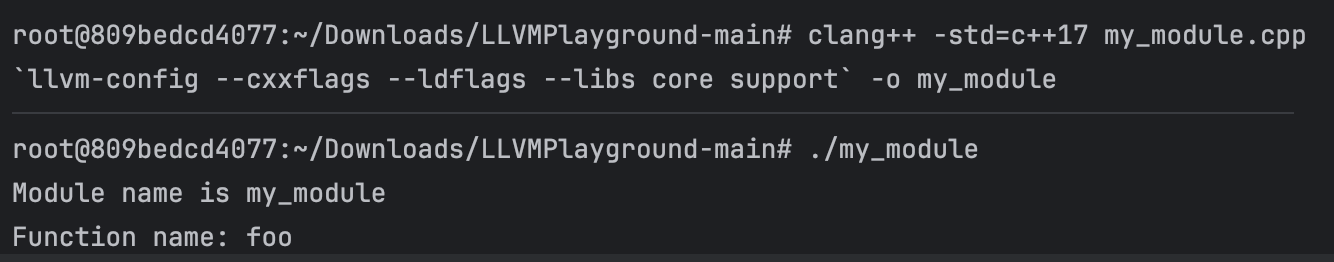 root@809bedcd4077:~/Downloads/LLVMPlayground-main# clang++ -std=c++17 my_module.cpp
`llvm-config --cxxflags --ldflags --libs core support` -o my_module
root@809bedcd4077:~/Downloads/LLVMPlayground-main# ./my_module
Module name is my_module
Function name: foo